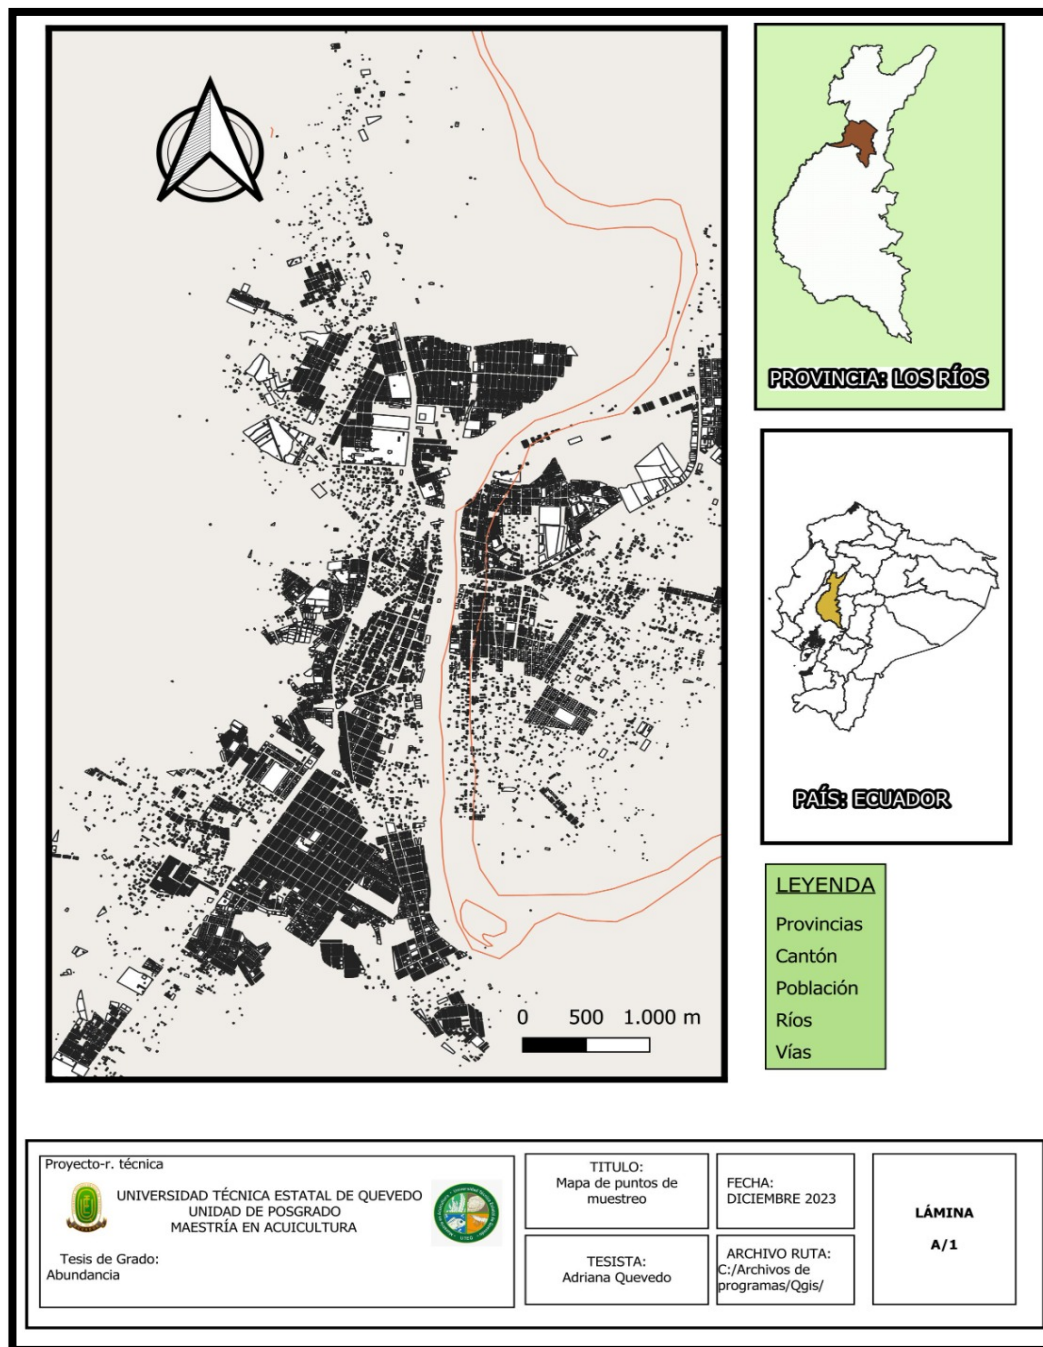 PROVINCIA: LOS RÍOS
PAÍS: ECUADOR
0 500 1.000 m
LEYENDA
Provincias
Cantón
Población
Ríos
Vías
Proyecto-r. técnica
UNIVERSIDAD TÉCNICA ESTATAL DE QUEVEDO
UNIDAD DE POSGRADO
MAESTRÍA EN ACUICULTURA
Tesis de Grado:
Abundancia
TITULO:
Mapa de puntos de
muestreo
TESISTA:
Adriana Quevedo
FECHA:
DICIEMBRE 2023
ARCHIVO RUTA:
C:/Archivos de
programas/Qgis/
LÁMINA
A/1